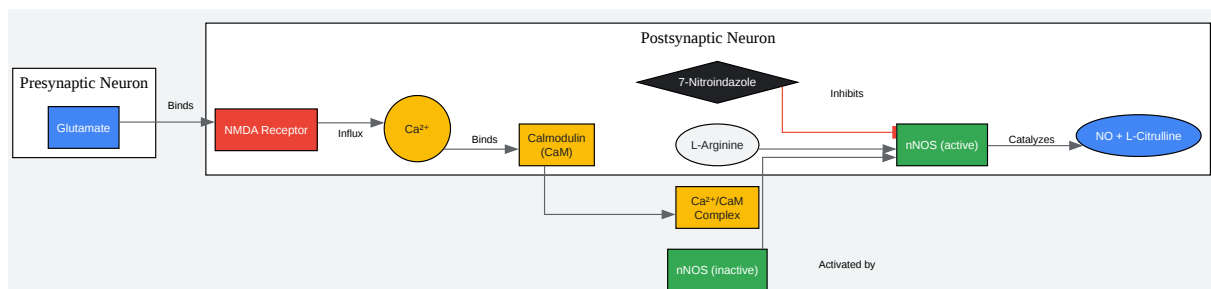 Postsynaptic Neuron
Presynaptic Neuron
7-Nitroindazole
Inhibits
Binds
Glutamate
NMDA Receptor
Influx
Ca²⁺
Binds
Calmodulin
(CaM)
L-Arginine
nNOS (active)
Catalyzes
NO + L-Citrulline
Ca²⁺/CaM
Complex
nNOS (inactive)
Activated by